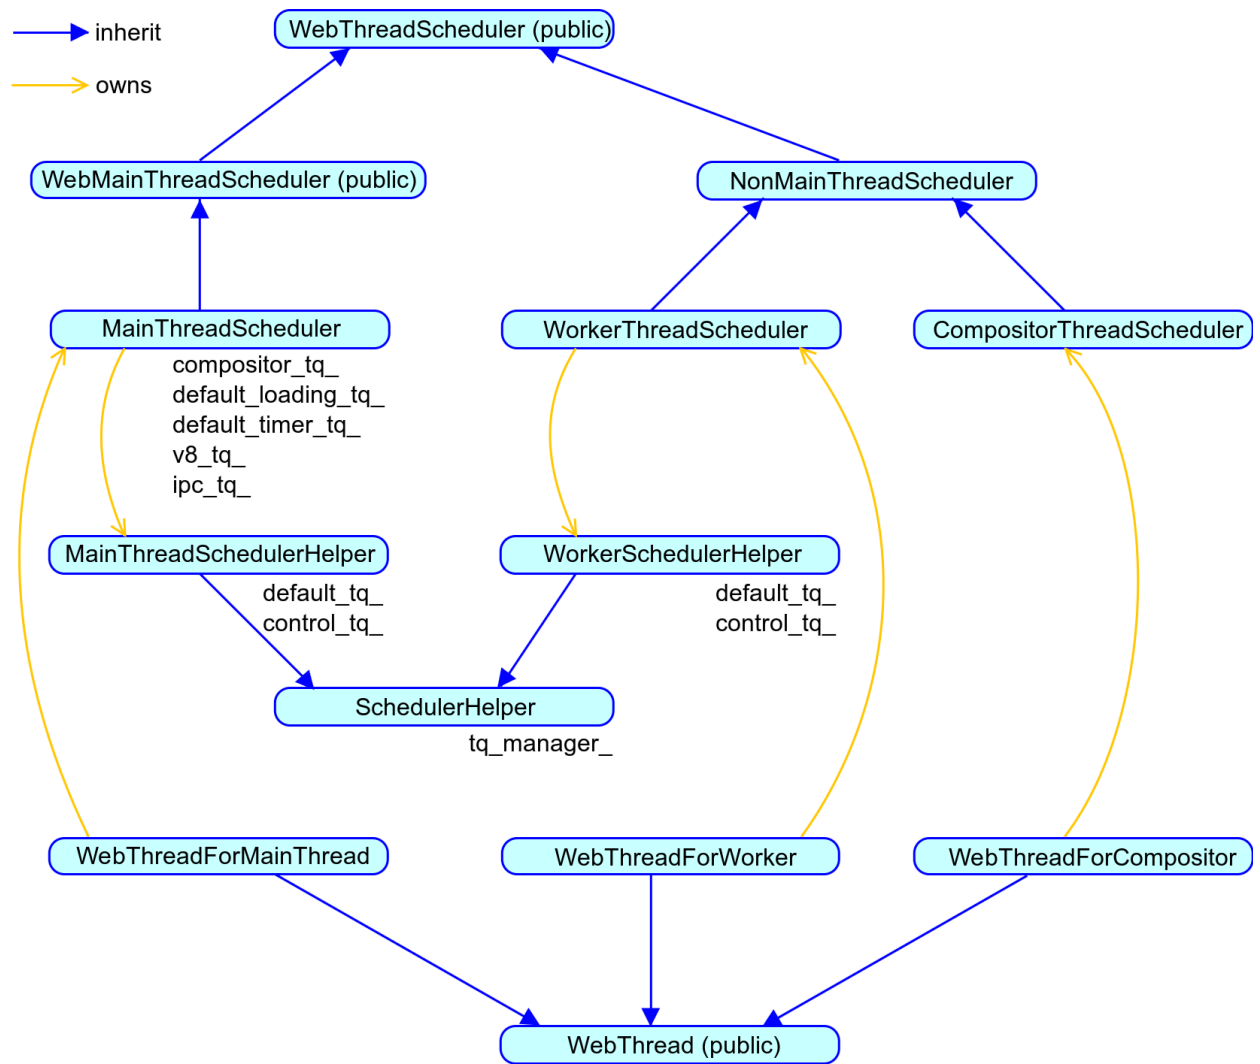 inherit
WebThreadScheduler (public)
owns
WebMainThreadScheduler (public)
NonMainThreadScheduler
MainThreadScheduler
WorkerThreadScheduler
CompositorThreadScheduler
compositor_tq_
default_loading_tq_
default_timer_tq_
v8_tq_
ipc_tq_
MainThreadSchedulerHelper
WorkerSchedulerHelper
default_tq_
control_tq_
default_tq_
control_tq_
SchedulerHelper
tq_manager_
WebThreadForMainThread
WebThreadForWorker
WebThreadForCompositor
WebThread (public)